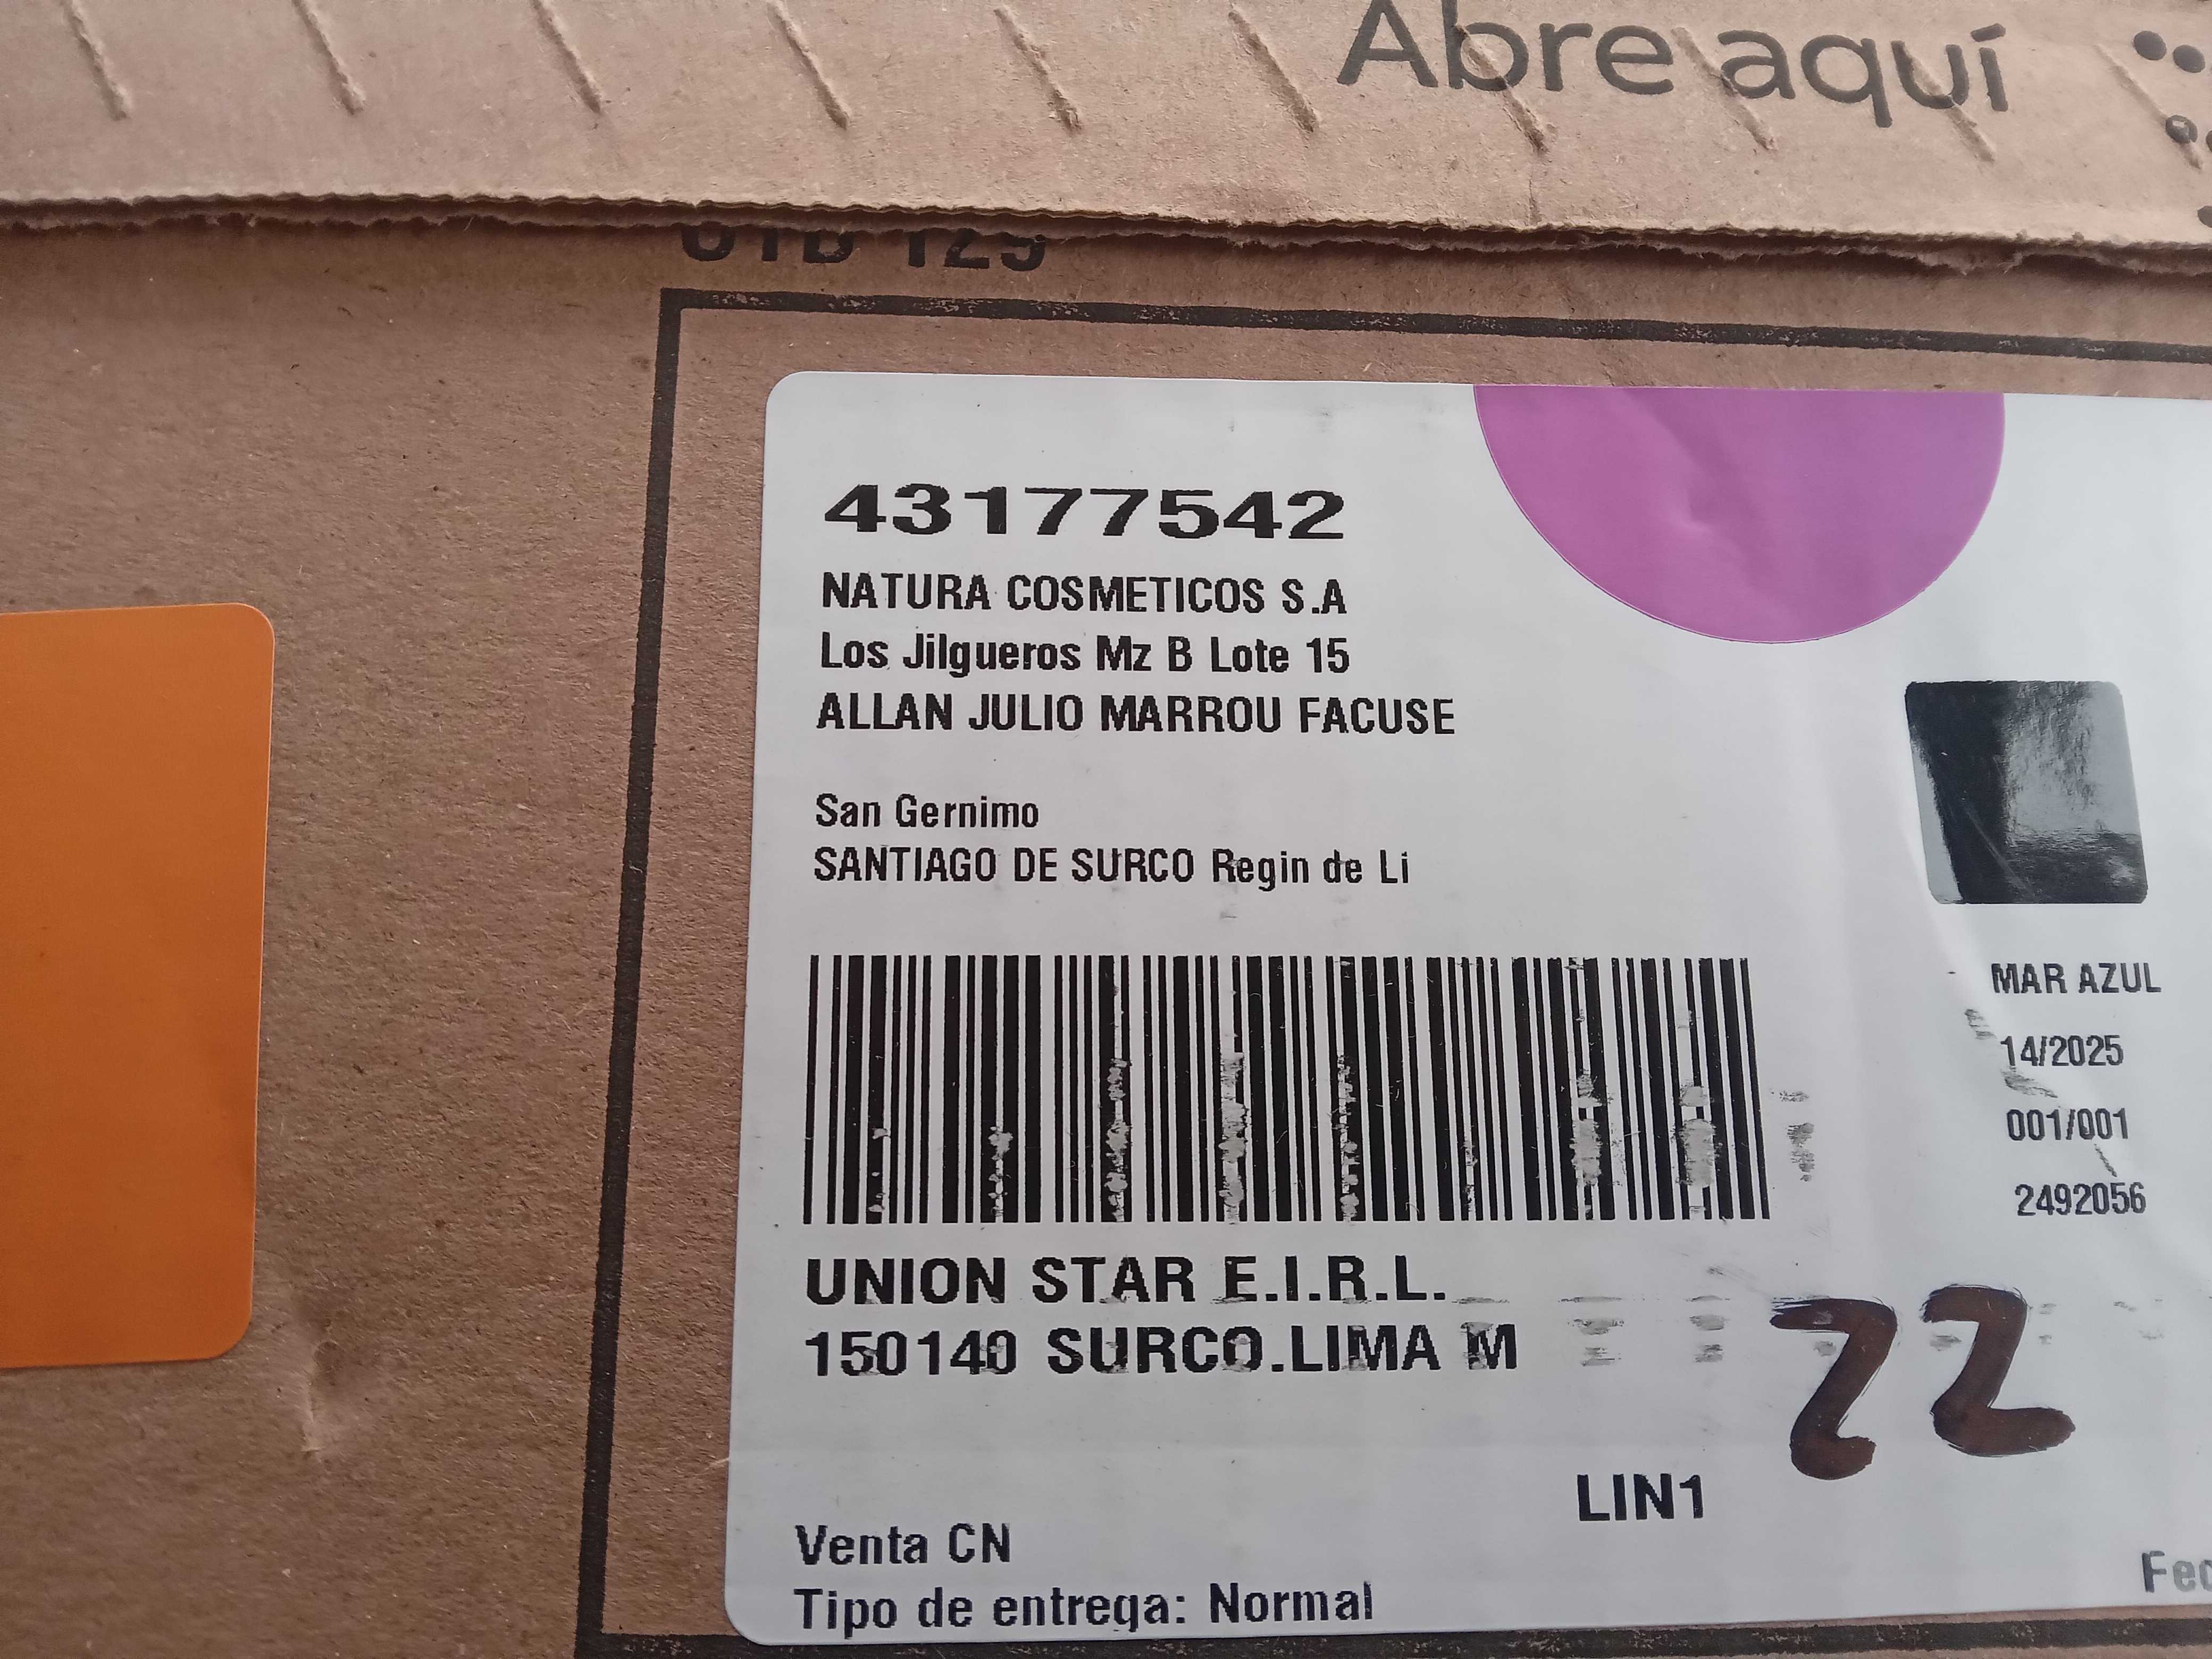 Abre aquí
43177542
NATURA COSMETICOS S.A
Los Jilgueros Mz B Lote 15
ALLAN JULIO MARROU FACUSE
San Gernimo
SANTIAGO DE SURCO Regin de Li
MAR AZUL
14/2025
001/001
2492056
UNION STAR E.I.R.L.
150140 SURCO.LIMA M
22
LIN1
Venta CN
Tipo de entrega: Normal